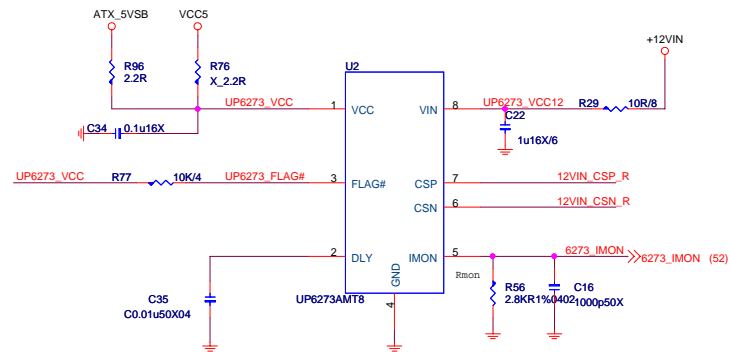 ATX_5VSB VCC5
+12VIN
R96 2.2R
R76 X_2.2R
U2
UP6273_VCC 1 VCC
VIN 8 UP6273_VCC12 R29 10R/8
C34 0.1u16X
C22 1u16X/6
UP6273_VCC R77 10K/4 UP6273_FLAG# 3 FLAG#
CSP 7 12VIN_CSP_R
CSN 6 12VIN_CSN_R
2 DLY
IMON 5 6273_IMON 6273_IMON (52)
GND 4
Rmon
C35 C0.01u50X04
UP6273AMT8
R56 2.8KR1%0402
C16 1000p50X